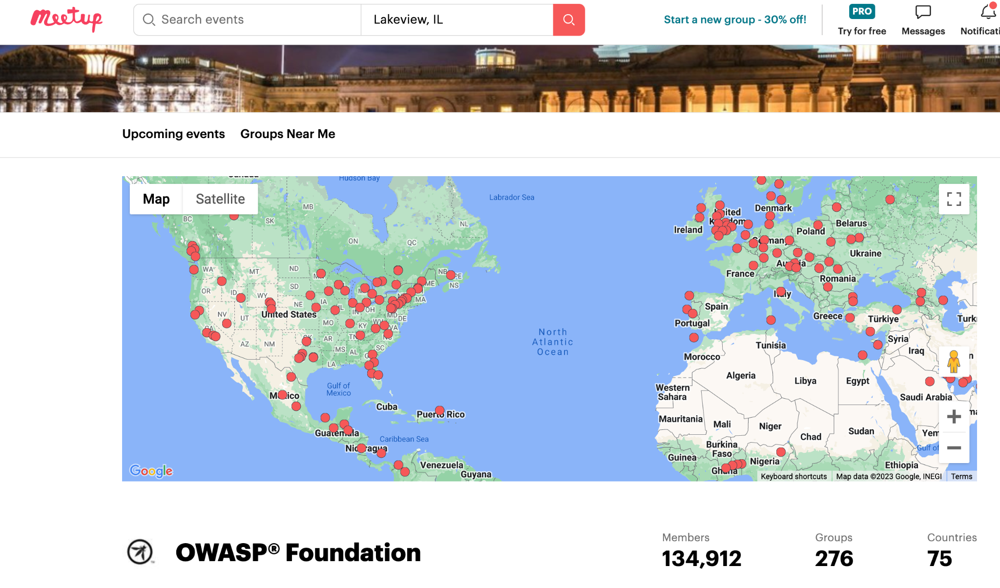 Meetup
Search events
Lakeview, IL
Start a new group - 30% off!
PRO
Try for free
Messages
Notificati
Upcoming events
Groups Near Me
Map
Satellite
Canada
Hudson Bay
Labrador Sea
BC
MB
SK
NL
ON
QC
NB
PE
NS
WA
MT
ND
ME
OR
ID
SD
WY
IA
MA
NE
NV
UT
United States
IN
OH
MD
DE
MO
KY
WV
VA
CA
AZ
NM
OK
AR
TN
NC
MS
AL
SC
LA
Gulf of
Mexico
Mexico
Cuba
Puerto Rico
Guatemala
Caribbean Sea
Nicaragua
Venezuela
Guyana
North
Atlantic
Ocean
Denmark
United
Kingdom
Ireland
Belarus
Poland
Germany
Ukraine
Austria
France
Romania
Italy
Spain
Portugal
Greece
Türkiye
Turk
Syria
Iraq
Tunisia
Morocco
Algeria
Libya
Egypt
Western
Sahara
Saudi Arabia
Mauritania
Mali
Niger
Chad
Sudan
Yem
Gulf of
Burkina
Faso
Guinea
Nigeria
Ghana
Ethiopia
Google
Keyboard shortcuts
Map data ©2023 Google, INEGI
Terms
OWASP® Foundation
Members
134,912
Groups
276
Countries
75